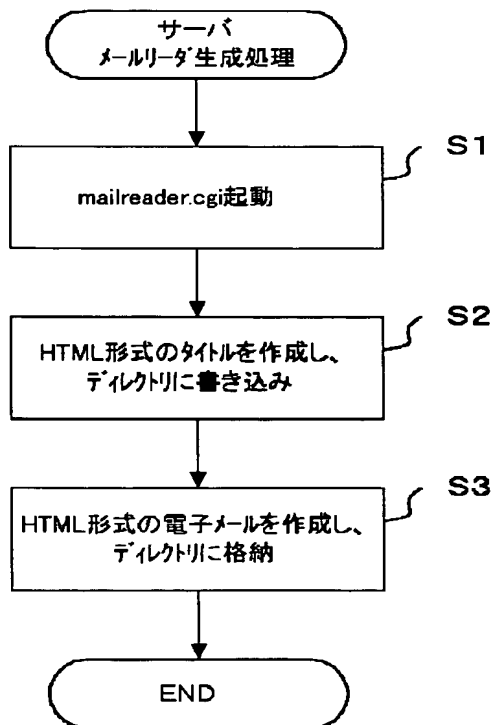 サーバ
メールリーダ生成処理
S1
mailreader.cgi起動
S2
HTML形式のタイトルを作成し、
ディレクトリに書き込み
S3
HTML形式の電子メールを作成し、
ディレクトリに格納
END